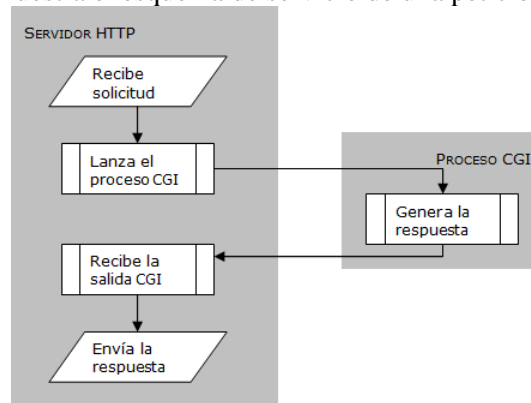 SERVIDOR HTTP
Recibe
solicitud
Lanza el
proceso CGI
PROCESO CGI
Genera la
respuesta
Recibe la
salida CGI
Envía la
respuesta